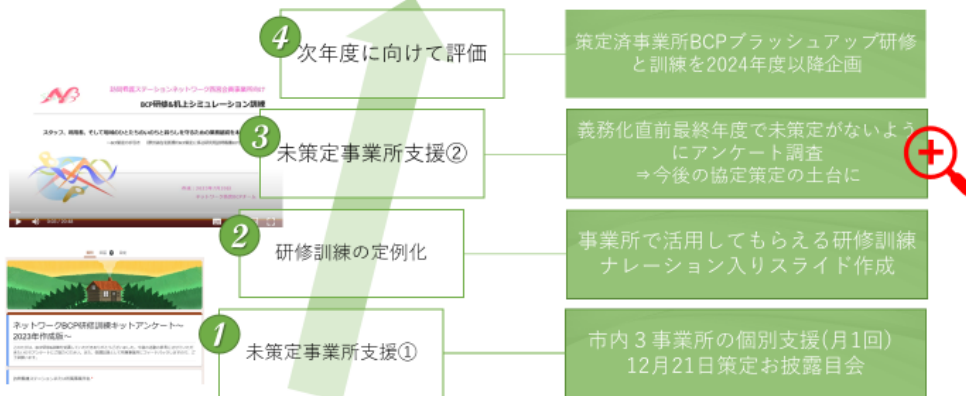 4
次年度に向けて評価
策定済事業所BCPブラッシュアップ研修
と訓練を2024年度以降企画
BCP研修&机上シミュレーション訓練
3
未策定事業所支援②
義務化直前最終年度で未策定がないよう
にアンケート調査
⇒今後の協定策定の土台に
2
研修訓練の定例化
事業所で活用してもらえる研修訓練
ナレーション入りスライド作成
ネットワークBCP研修訓練キットアンケート～
2023年作成版～
1
未策定事業所支援①
市内3事業所の個別支援(月1回)
12月21日策定お披露目会